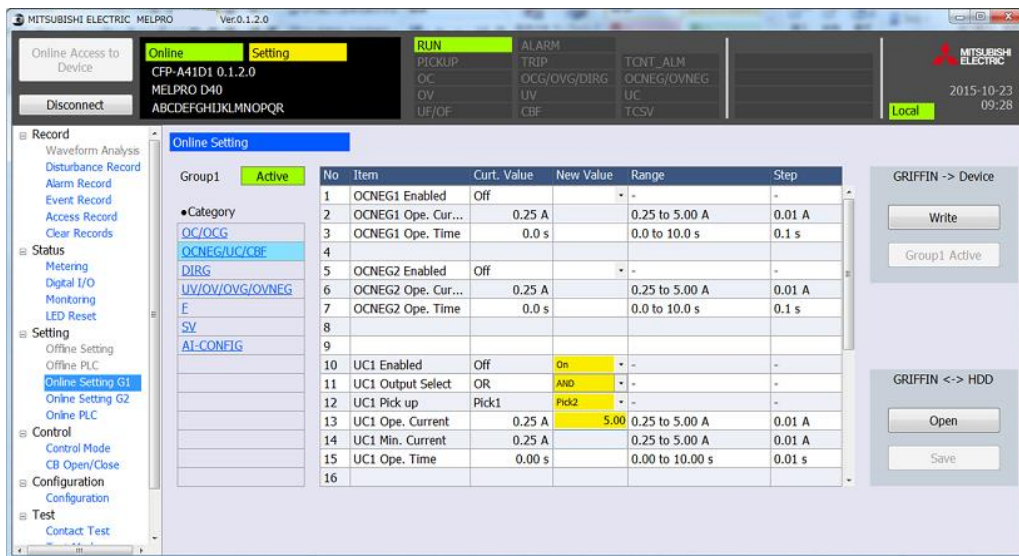 MITSUBISHI ELECTRIC MELPRO Ver.0.1.2.0
Online Access to Device
Disconnect
Online Setting
CFP-A41D1 0.1.2.0
MELPRO D40
ABCDEFGHIJKLMNOPQR
RUN ALARM
PICKUP TRIP TCNT_ALM
OC OCG/OVG/DIRG OCNEG/OVNEG
OV UV UC
UF/OF CBF TCSV
MITSUBISHI ELECTRIC
2015-10-23
09:28
Local
Record
Waveform Analysis
Disturbance Record
Alarm Record
Event Record
Access Record
Clear Records
Status
Metering
Digital I/O
Monitoring
LED Reset
Setting
Offline Setting
Offline PLC
Online Setting G1
Online Setting G2
Online PLC
Control
Control Mode
CB Open/Close
Configuration
Configuration
Test
Contact Test
Online Setting
Group1 Active
●Category
OC/OCG
OCNEG/UC/CBF
DIRG
UV/OV/OVG/OVNEG
F
SV
AI-CONFIG
No Item Curt. Value New Value Range Step
1 OCNEG1 Enabled Off - -
2 OCNEG1 Ope. Cur... 0.25 A 0.25 to 5.00 A 0.01 A
3 OCNEG1 Ope. Time 0.0 s 0.0 to 10.0 s 0.1 s
4
5 OCNEG2 Enabled Off - -
6 OCNEG2 Ope. Cur... 0.25 A 0.25 to 5.00 A 0.01 A
7 OCNEG2 Ope. Time 0.0 s 0.0 to 10.0 s 0.1 s
8
9
10 UC1 Enabled Off On - -
11 UC1 Output Select OR AND - -
12 UC1 Pick up Pick1 Pick2 - -
13 UC1 Ope. Current 0.25 A 5.00 0.25 to 5.00 A 0.01 A
14 UC1 Min. Current 0.25 A 0.25 to 5.00 A 0.01 A
15 UC1 Ope. Time 0.00 s 0.00 to 10.00 s 0.01 s
16
GRIFFIN -> Device
Write
Group1 Active
GRIFFIN <-> HDD
Open
Save